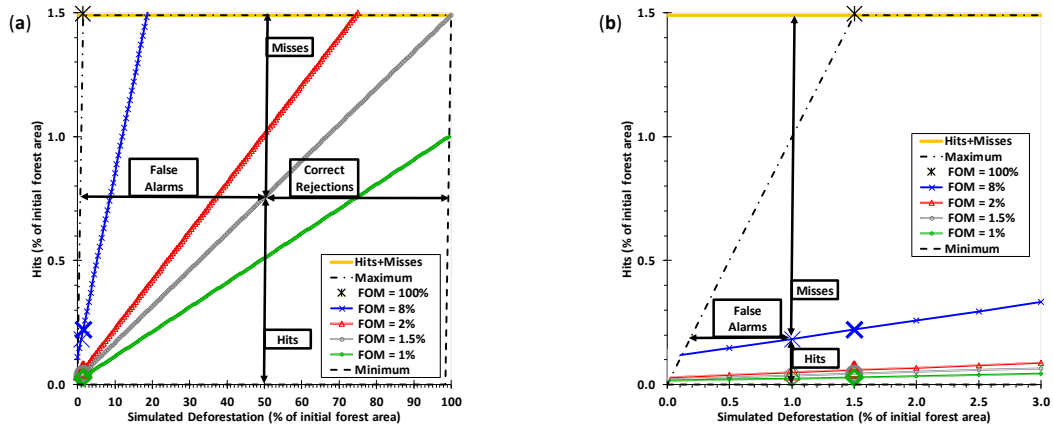 (a)
Hits (% of initial forest area)
1.5
1.0
0.5
0.0
Misses
False
Alarms
Correct
Rejections
Hits
Hits+Misses
Maximum
FOM = 100%
FOM = 8%
FOM = 2%
FOM = 1.5%
FOM = 1%
Minimum
0 10 20 30 40 50 60 70 80 90 100
Simulated Deforestation (% of initial forest area)
(b)
Hits (% of initial forest area)
1.5
1.0
0.5
0.0
Hits+Misses
Maximum
FOM = 100%
FOM = 8%
FOM = 2%
FOM = 1.5%
FOM = 1%
Minimum
Misses
False
Alarms
Hits
0.0 0.5 1.0 1.5 2.0 2.5 3.0
Simulated Deforestation (% of initial forest area)